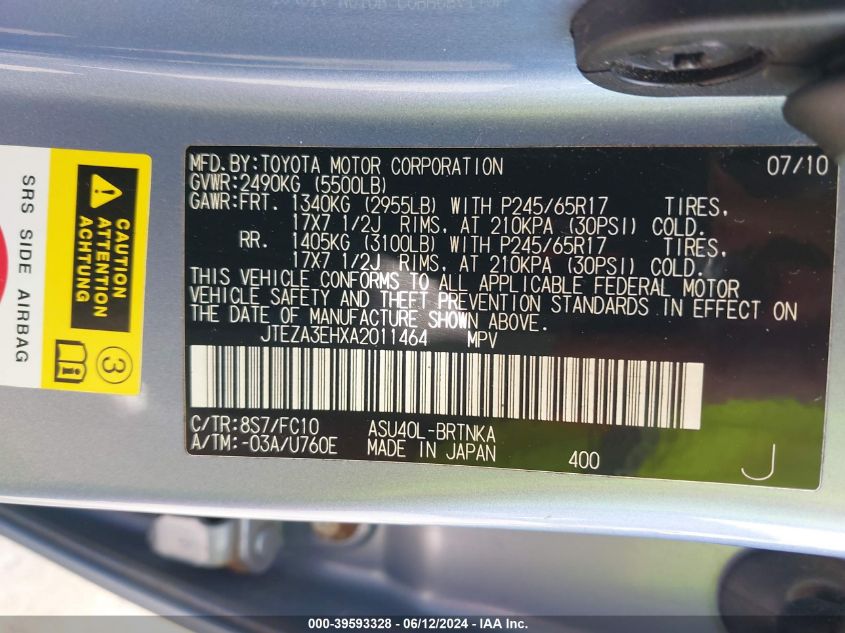 MFD.BY:TOYOTA MOTOR CORPORATION 07/10
GVWR:2490KG (5500LB)
GAWR:FRT. 1340KG (2955LB) WITH P245/65R17 TIRES,
17X7 1/2J RIMS, AT 210KPA (30PSI) COLD.
RR. 1405KG (3100LB) WITH P245/65R17 TIRES,
17X7 1/2J RIMS, AT 210KPA (30PSI) COLD.
THIS VEHICLE CONFORMS TO ALL APPLICABLE FEDERAL MOTOR
VEHICLE SAFETY AND THEFT PREVENTION STANDARDS IN EFFECT ON
THE DATE OF MANUFACTURE SHOWN ABOVE.
JTEZA3EHXA2011464 MPV
C/TR:8S7/FC10 ASU40L-BRTNKA
A/TM:-03A/U760E MADE IN JAPAN 400 J
CAUTION
ATTENTION
ACHTUNG
3
SRS SIDE AIRBAG
000-39593328 - 06/12/2024 - IAA Inc.